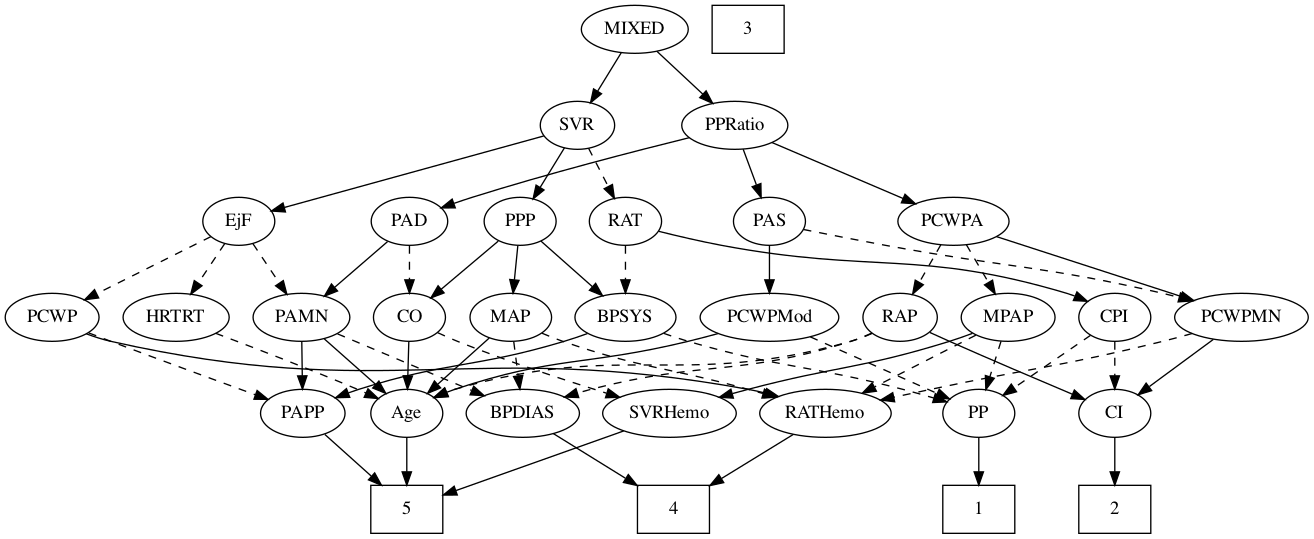 MIXED
3
SVR
PPRatio
EjF
PAD
PPP
RAT
PAS
PCWPA
PCWP
HRTRT
PAMN
CO
MAP
BPSYS
PCWPMod
RAP
MPAP
CPI
PCWPMN
PAPP
Age
BPDIAS
SVRHemo
RATHemo
PP
CI
5
4
1
2